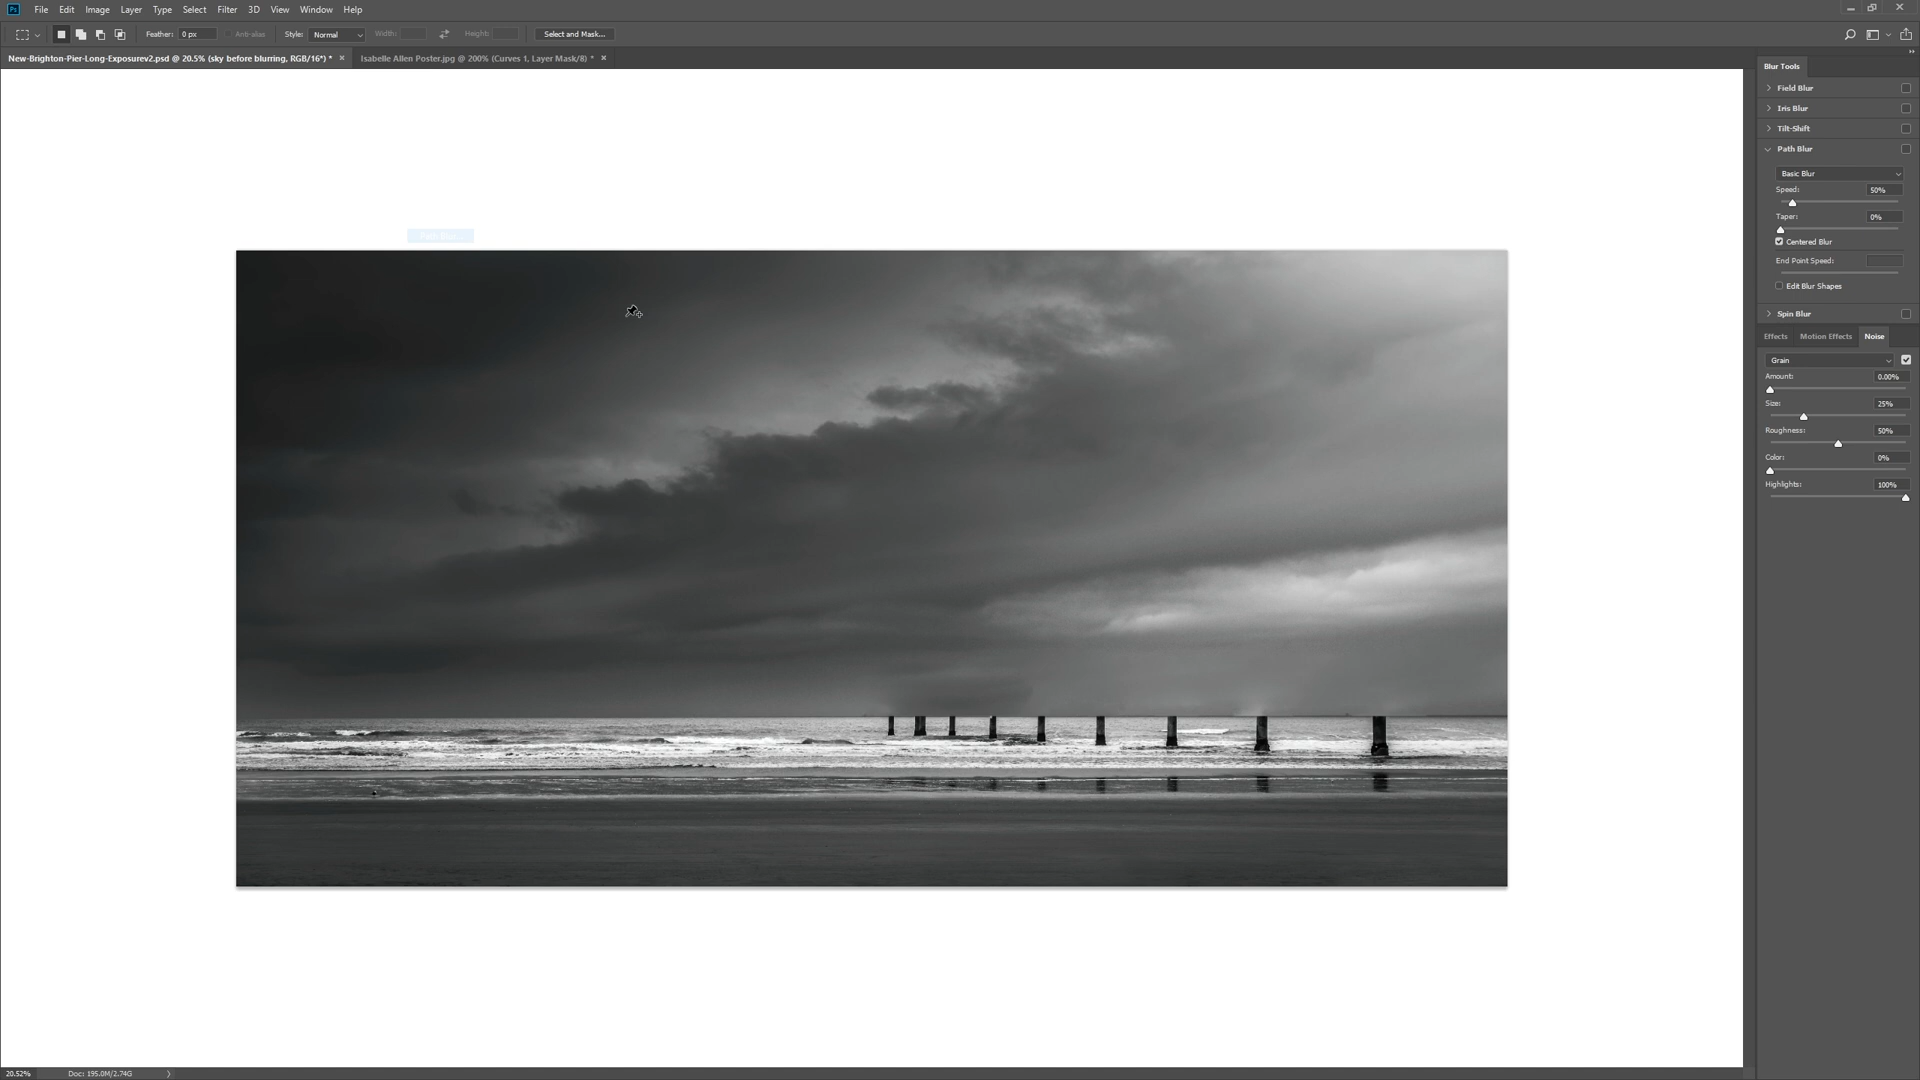 Ps File Edit Image Layer Type Select Filter 3D View Window Help
Feather: 0 px Anti-alias Style: Normal Width: Height: Select and Mask...
New-Brighton-Pier-Long-Exposurev2.psd @ 20.5% (sky before blurring, RGB/16*) * × Isabelle Allen Poster.jpg @ 200% (Curves 1, Layer Mask/8) * ×
Blur Tools
Field Blur
Iris Blur
Tilt-Shift
Path Blur
Basic Blur
Speed: 50%
Taper: 0%
Centered Blur
End Point Speed:
Edit Blur Shapes
Spin Blur
Effects Motion Effects Noise
Grain
Amount: 0.00%
Size: 25%
Roughness: 50%
Color: 0%
Highlights: 100%
Path Blur...
20.52% Doc: 195.0M/2.74G